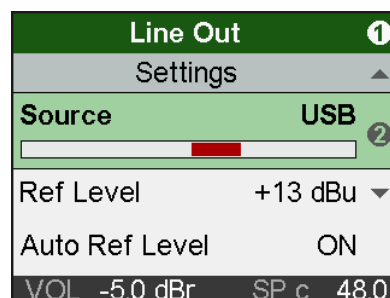 Line Out 1
Settings
Source USB 2
Ref Level +13 dBu
Auto Ref Level ON
VOL -5.0 dBr SP c 48.0